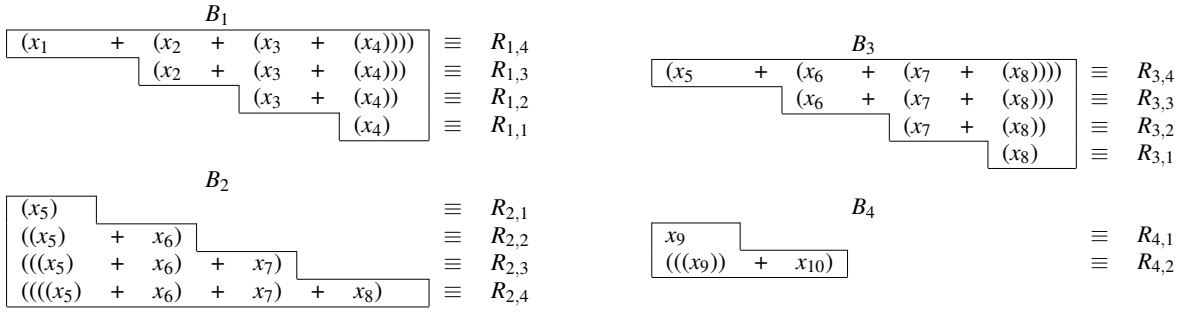 B₁
(x₁ + (x₂ + (x₃ + (x₄)))) ≡ R₁,₄
(x₂ + (x₃ + (x₄))) ≡ R₁,₃
(x₃ + (x₄)) ≡ R₁,₂
(x₄) ≡ R₁,₁
B₂
(x₅) ≡ R₂,₁
((x₅) + x₆) ≡ R₂,₂
(((x₅) + x₆) + x₇) ≡ R₂,₃
((((x₅) + x₆) + x₇) + x₈) ≡ R₂,₄
B₃
(x₅ + (x₆ + (x₇ + (x₈)))) ≡ R₃,₄
(x₆ + (x₇ + (x₈))) ≡ R₃,₃
(x₇ + (x₈)) ≡ R₃,₂
(x₈) ≡ R₃,₁
B₄
x₉ ≡ R₄,₁
(((x₉)) + x₁₀) ≡ R₄,₂